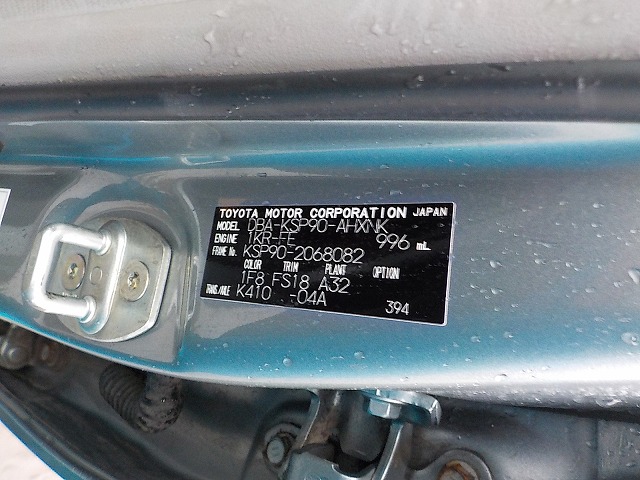 TOYOTA MOTOR CORPORATION JAPAN
MODEL DBA-KSP90-AHXNK
ENGINE 1KR-FE 996 mL
FRAME No. KSP90-2068082
COLOR TRIM PLANT OPTION
1F8 FS18 A32
TRANS/AXLE K410 -04A
394